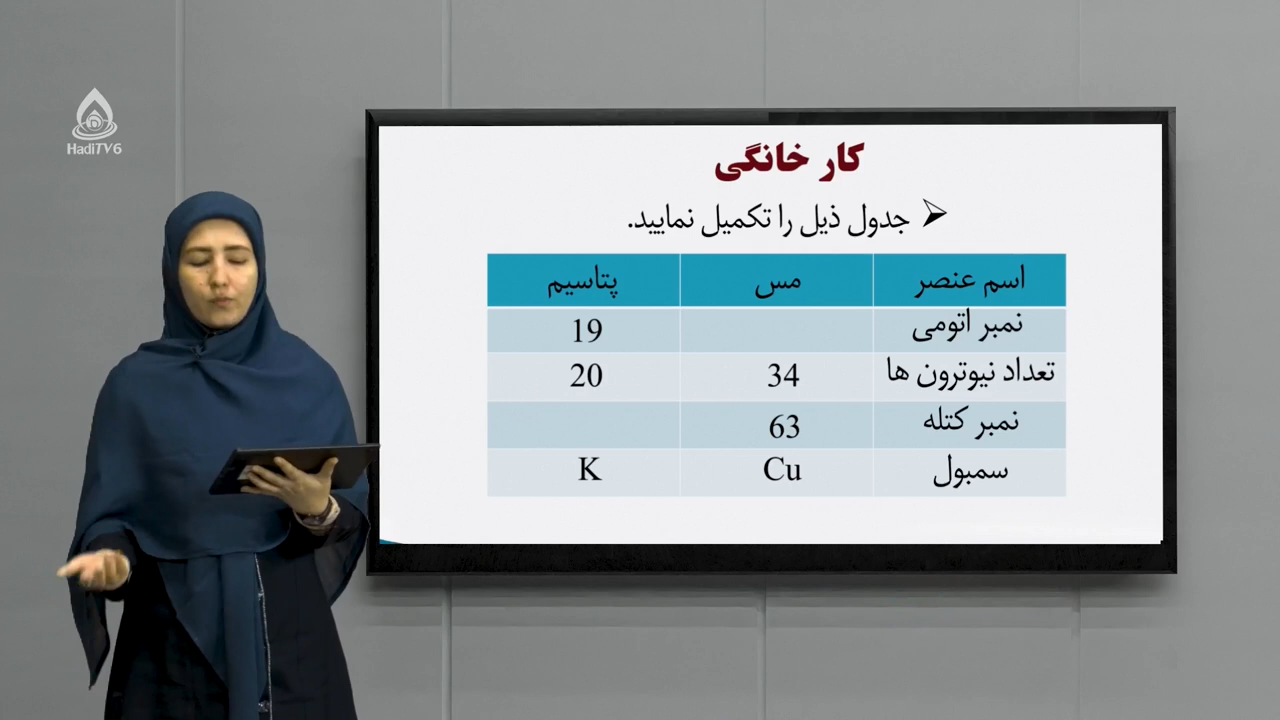 HadiTV6
کار خانگی
جدول ذیل را تکمیل نمایید.
اسم عنصر مس پتاسیم
نمبر اتومی 19
تعداد نیوترون ها 34 20
نمبر کتله 63
سمبول Cu K